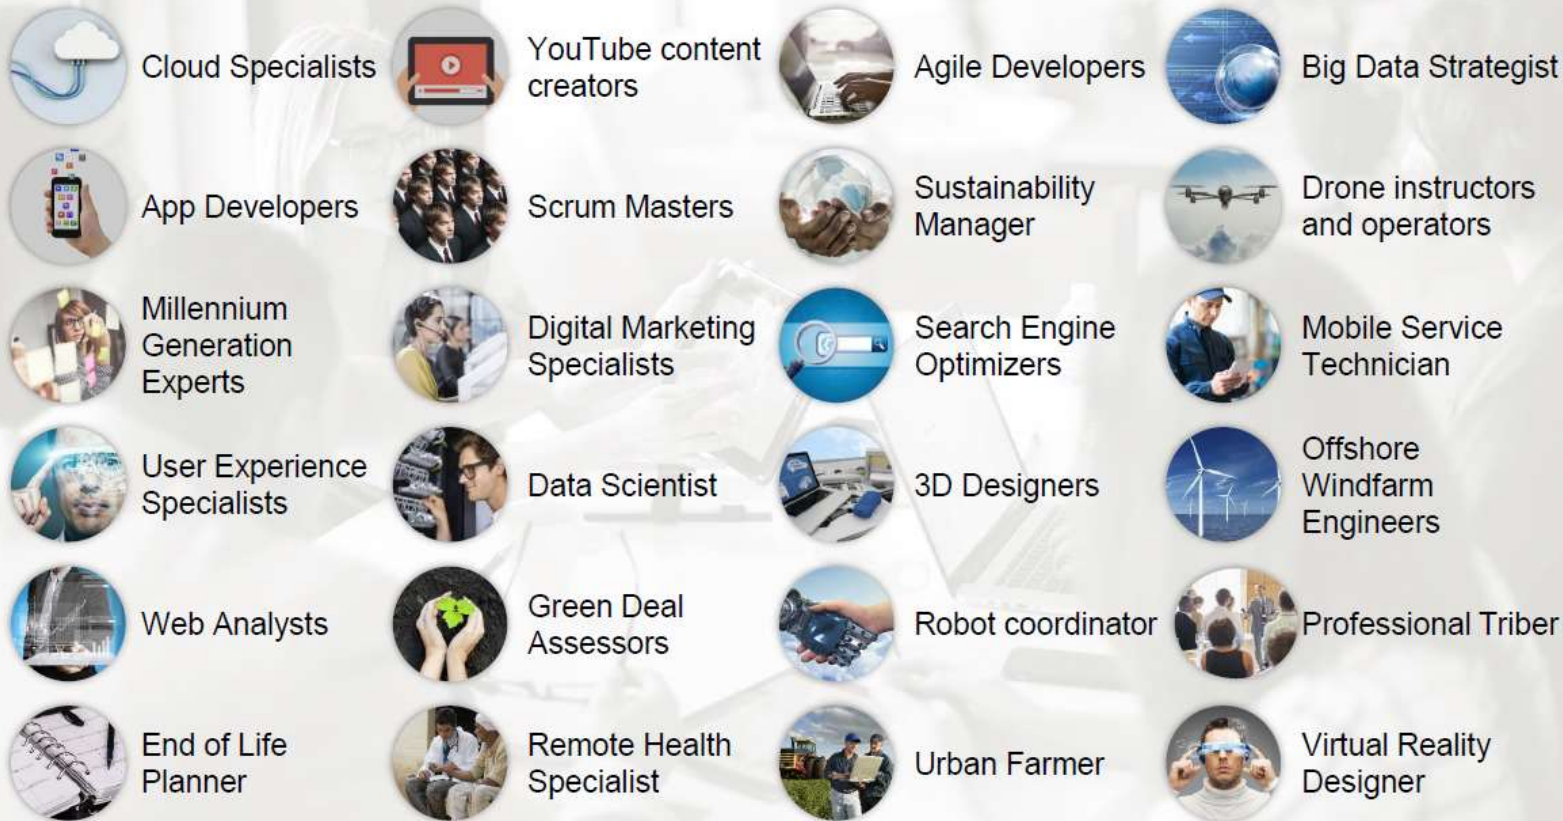 Cloud Specialists
YouTube content
creators
Agile Developers
Big Data Strategist
App Developers
Scrum Masters
Sustainability
Manager
Drone instructors
and operators
Millennium
Generation
Experts
Digital Marketing
Specialists
Search Engine
Optimizers
Mobile Service
Technician
User Experience
Specialists
Data Scientist
3D Designers
Offshore
Windfarm
Engineers
Web Analysts
Green Deal
Assessors
Robot coordinator
Professional Triber
End of Life
Planner
Remote Health
Specialist
Urban Farmer
Virtual Reality
Designer